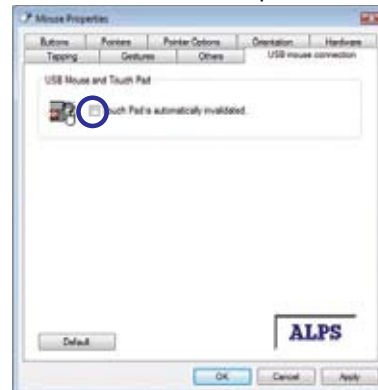 Mouse Properties
Buttons Pointers Pointer Options Orientation Hardware
Tapping Gestures Others USB mouse connection
USB Mouse and Touch Pad
Touch Pad is automatically invalidated.
ALPS
Default
OK Cancel Apply